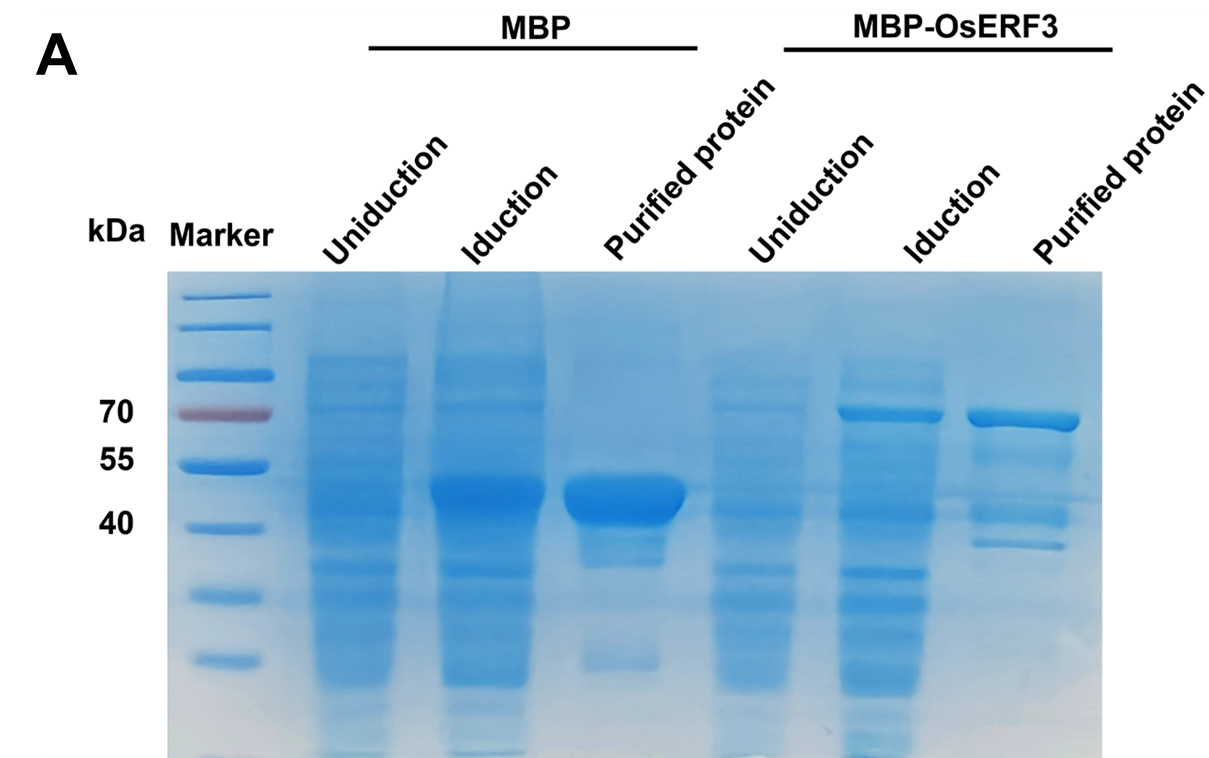 A
MBP
MBP-OsERF3
kDa
Marker
Uniduction
Iduction
Purified protein
Uniduction
Iduction
Purified protein
70
55
40